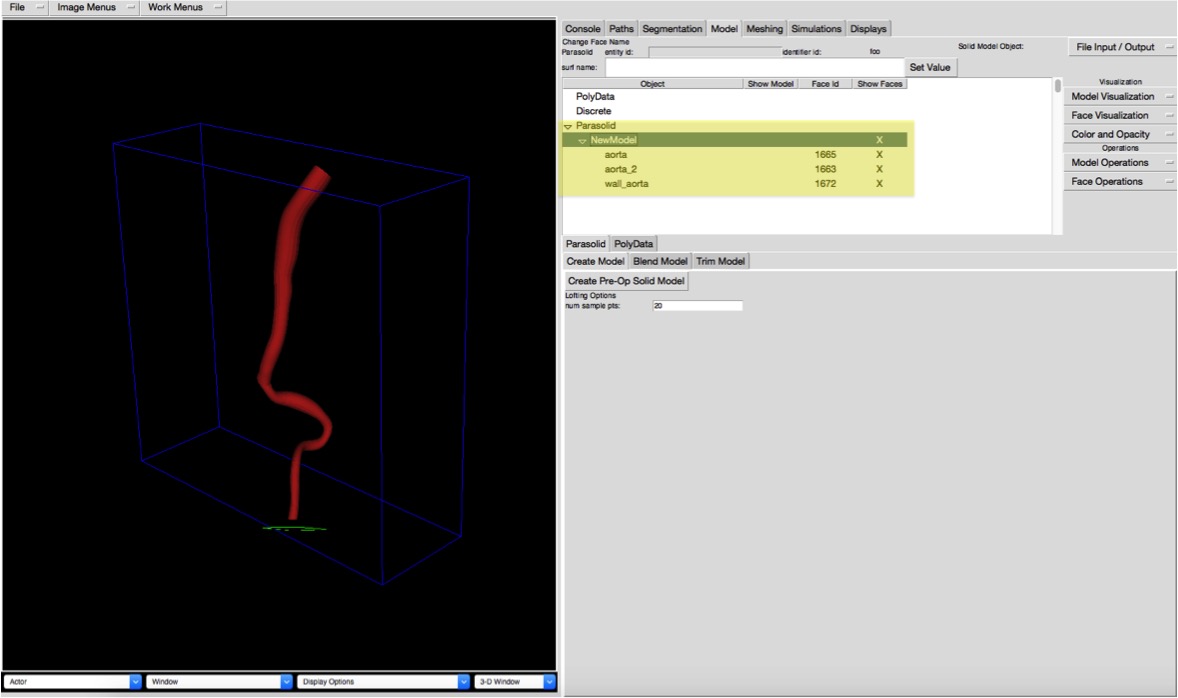 File Image Menus Work Menus
Console Paths Segmentation Model Meshing Simulations Displays
Change Face Name
Parasolid entity id: identifier id: foo Solid Model Object:
File Input / Output
surf name: Set Value
Object Show Model Face Id Show Faces
PolyData
Discrete
Parasolid
NewModel X
aorta 1665 X
aorta_2 1663 X
wall_aorta 1672 X
Visualization
Model Visualization
Face Visualization
Color and Opacity
Operations
Model Operations
Face Operations
Parasolid PolyData
Create Model Blend Model Trim Model
Create Pre-Op Solid Model
Lofting Options
num sample pts: 20
Actor Window Display Options 3-D Window